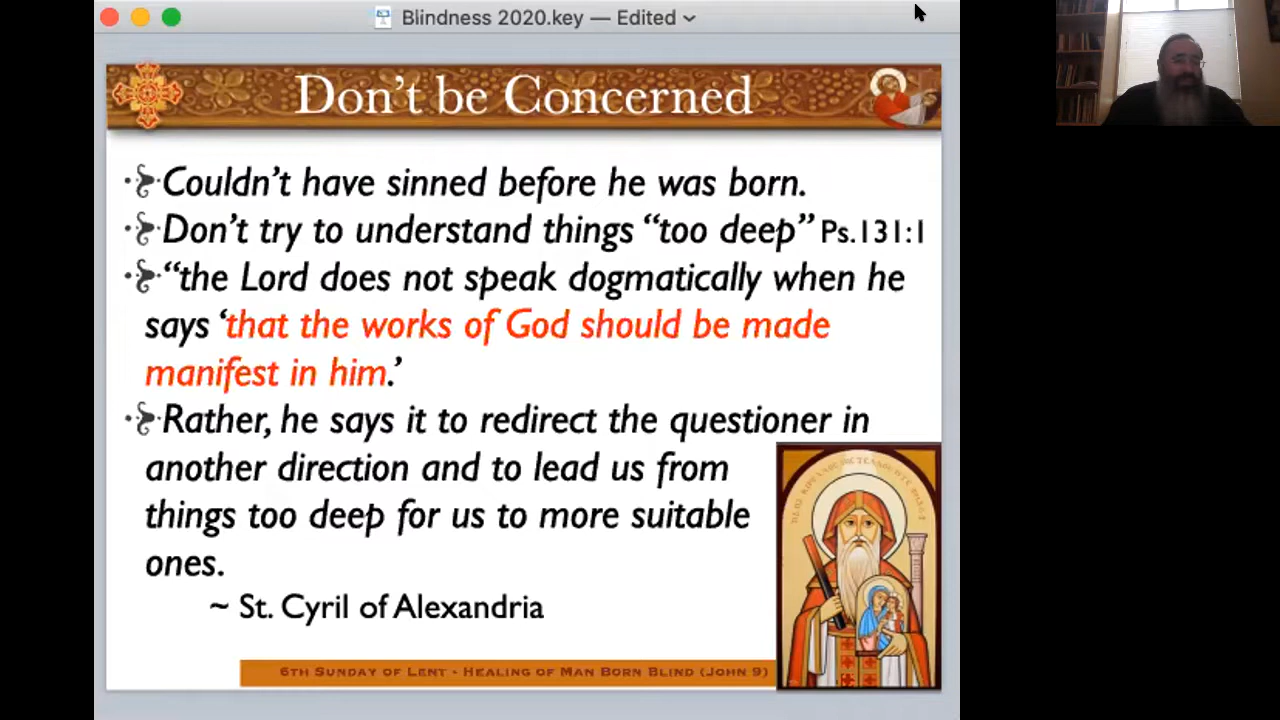 Blindness 2020.key — Edited
Don't be Concerned
Couldn't have sinned before he was born.
Don't try to understand things “too deep” Ps.131:1
“the Lord does not speak dogmatically when he
says ‘that the works of God should be made
manifest in him.’
Rather, he says it to redirect the questioner in
another direction and to lead us from
things too deep for us to more suitable
ones.
~ St. Cyril of Alexandria
6th Sunday of Lent - Healing of Man Born Blind (John 9)